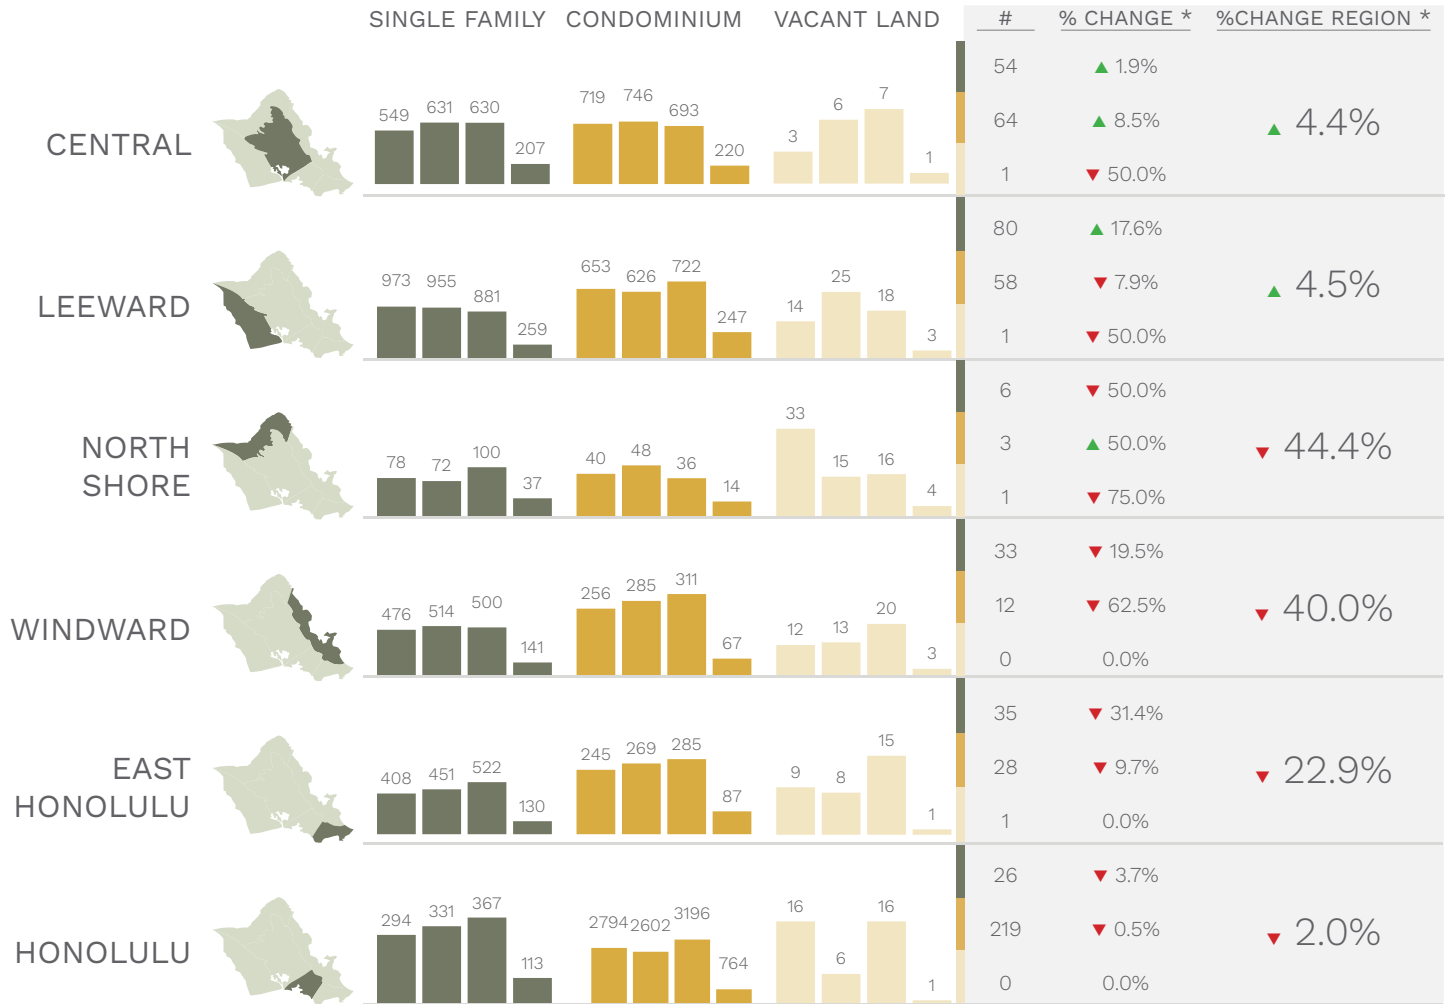 SINGLE FAMILY CONDOMINIUM VACANT LAND # % CHANGE * %CHANGE REGION *
CENTRAL
549 631 630 207
719 746 693 220
3 6 7 1
54 1.9%
64 8.5%
1 50.0%
4.4%
LEEWARD
973 955 881 259
653 626 722 247
14 25 18 3
80 17.6%
58 7.9%
1 50.0%
4.5%
NORTH
SHORE
78 72 100 37
40 48 36 14
33 15 16 4
6 50.0%
3 50.0%
1 75.0%
44.4%
WINDWARD
476 514 500 141
256 285 311 67
12 13 20 3
33 19.5%
12 62.5%
0 0.0%
40.0%
EAST
HONOLULU
408 451 522 130
245 269 285 87
9 8 15 1
35 31.4%
28 9.7%
1 0.0%
22.9%
HONOLULU
294 331 367 113
2794 2602 3196 764
16 6 16 1
26 3.7%
219 0.5%
0 0.0%
2.0%